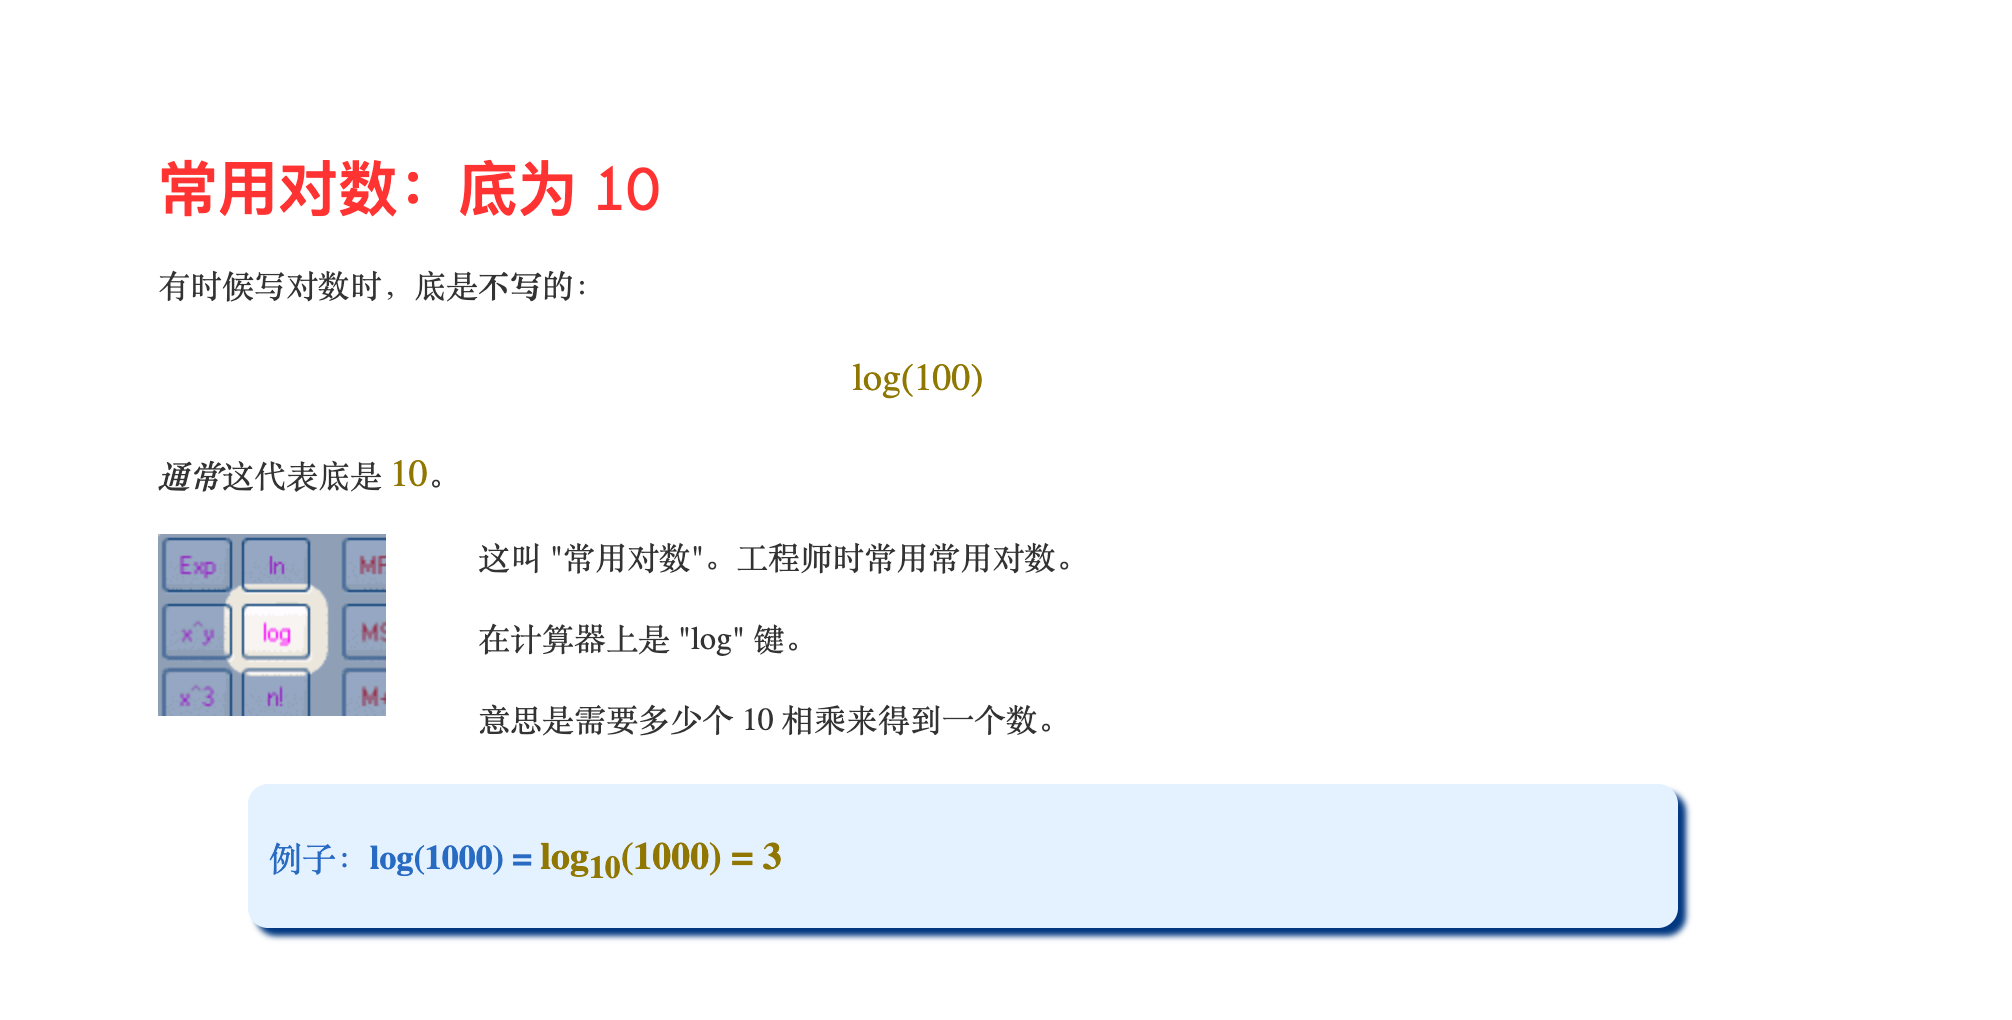 常用对数：底为 10
有时候写对数时，底是不写的：
log(100)
通常这代表底是 10。
Exp ln
x^y log
x^3 n!
M+
这叫 "常用对数"。工程师时常用常用对数。
在计算器上是 "log" 键。
意思是需要多少个 10 相乘来得到一个数。
例子：log(1000) = log₁₀(1000) = 3